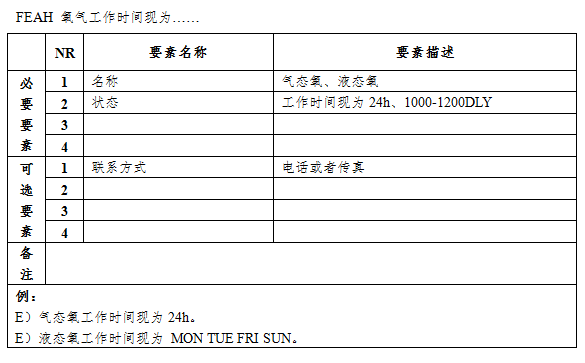 FEAH 氧气工作时间现为……
NR 要素名称 要素描述
必要要素
1 名称 气态氧、液态氧
2 状态 工作时间现为 24h、1000-1200DLY
3
4
可选要素
1 联系方式 电话或者传真
2
3
4
备注
例：
E）气态氧工作时间现为 24h。
E）液态氧工作时间现为 MON TUE FRI SUN。